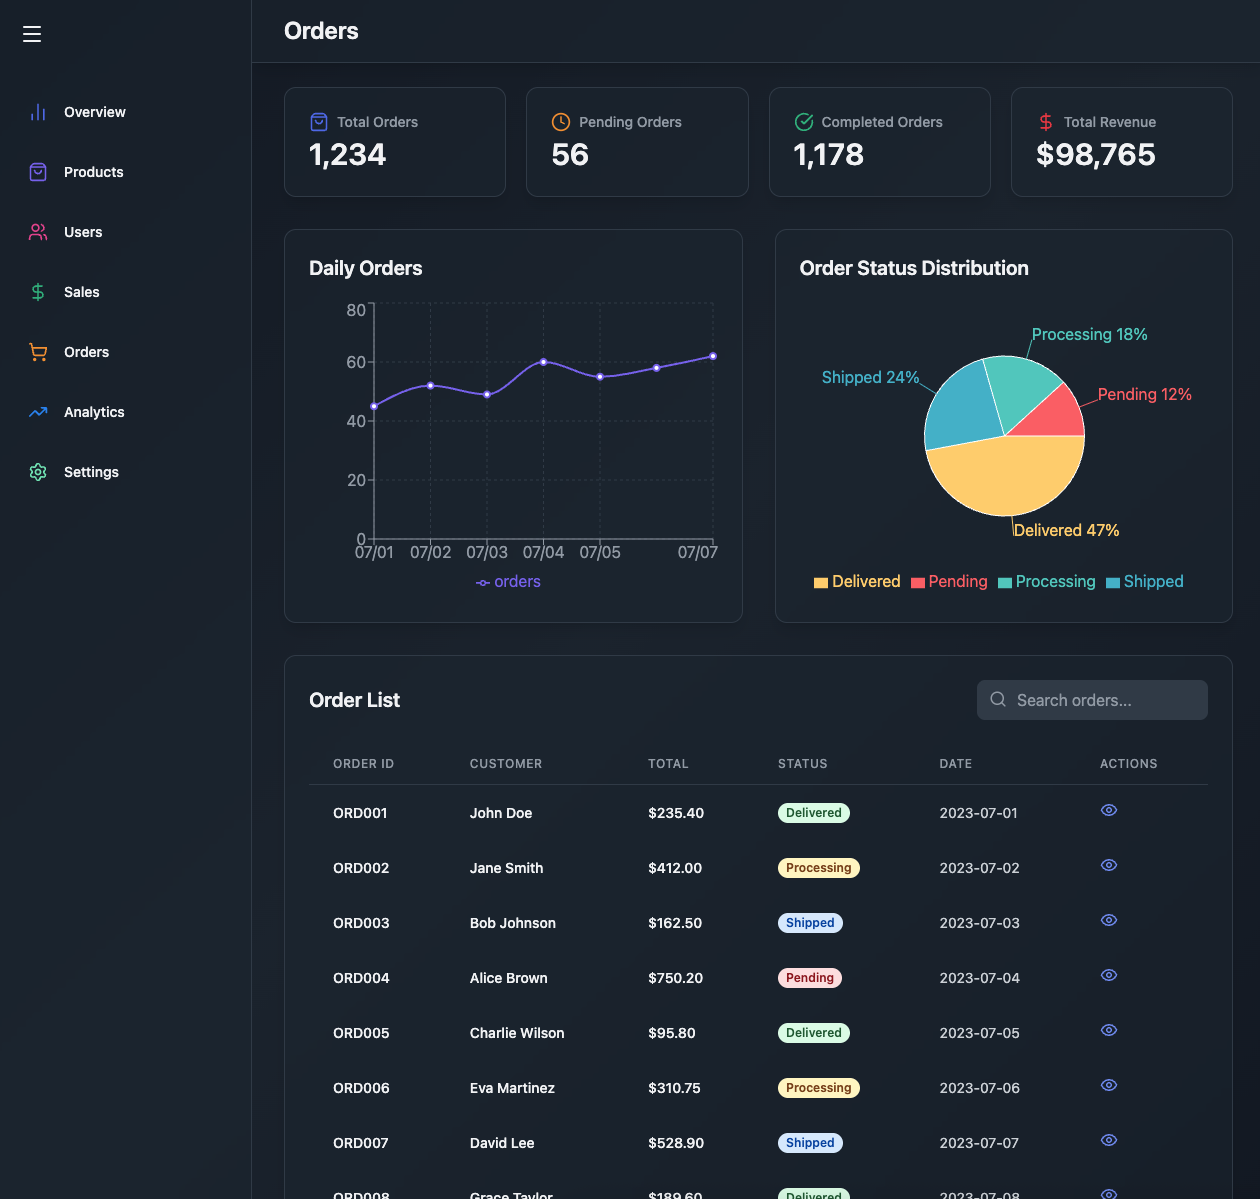 Orders
Overview
Products
Users
Sales
Orders
Analytics
Settings
Total Orders
1,234
Pending Orders
56
Completed Orders
1,178
Total Revenue
$98,765
Daily Orders
80
60
40
20
0
07/01 07/02 07/03 07/04 07/05 07/07
orders
Order Status Distribution
Processing 18%
Shipped 24%
Pending 12%
Delivered 47%
Delivered Pending Processing Shipped
Order List
Search orders...
ORDER ID CUSTOMER TOTAL STATUS DATE ACTIONS
ORD001 John Doe $235.40 Delivered 2023-07-01
ORD002 Jane Smith $412.00 Processing 2023-07-02
ORD003 Bob Johnson $162.50 Shipped 2023-07-03
ORD004 Alice Brown $750.20 Pending 2023-07-04
ORD005 Charlie Wilson $95.80 Delivered 2023-07-05
ORD006 Eva Martinez $310.75 Processing 2023-07-06
ORD007 David Lee $528.90 Shipped 2023-07-07
ORD008 Grace Taylor $189.60 Delivered 2023-07-08